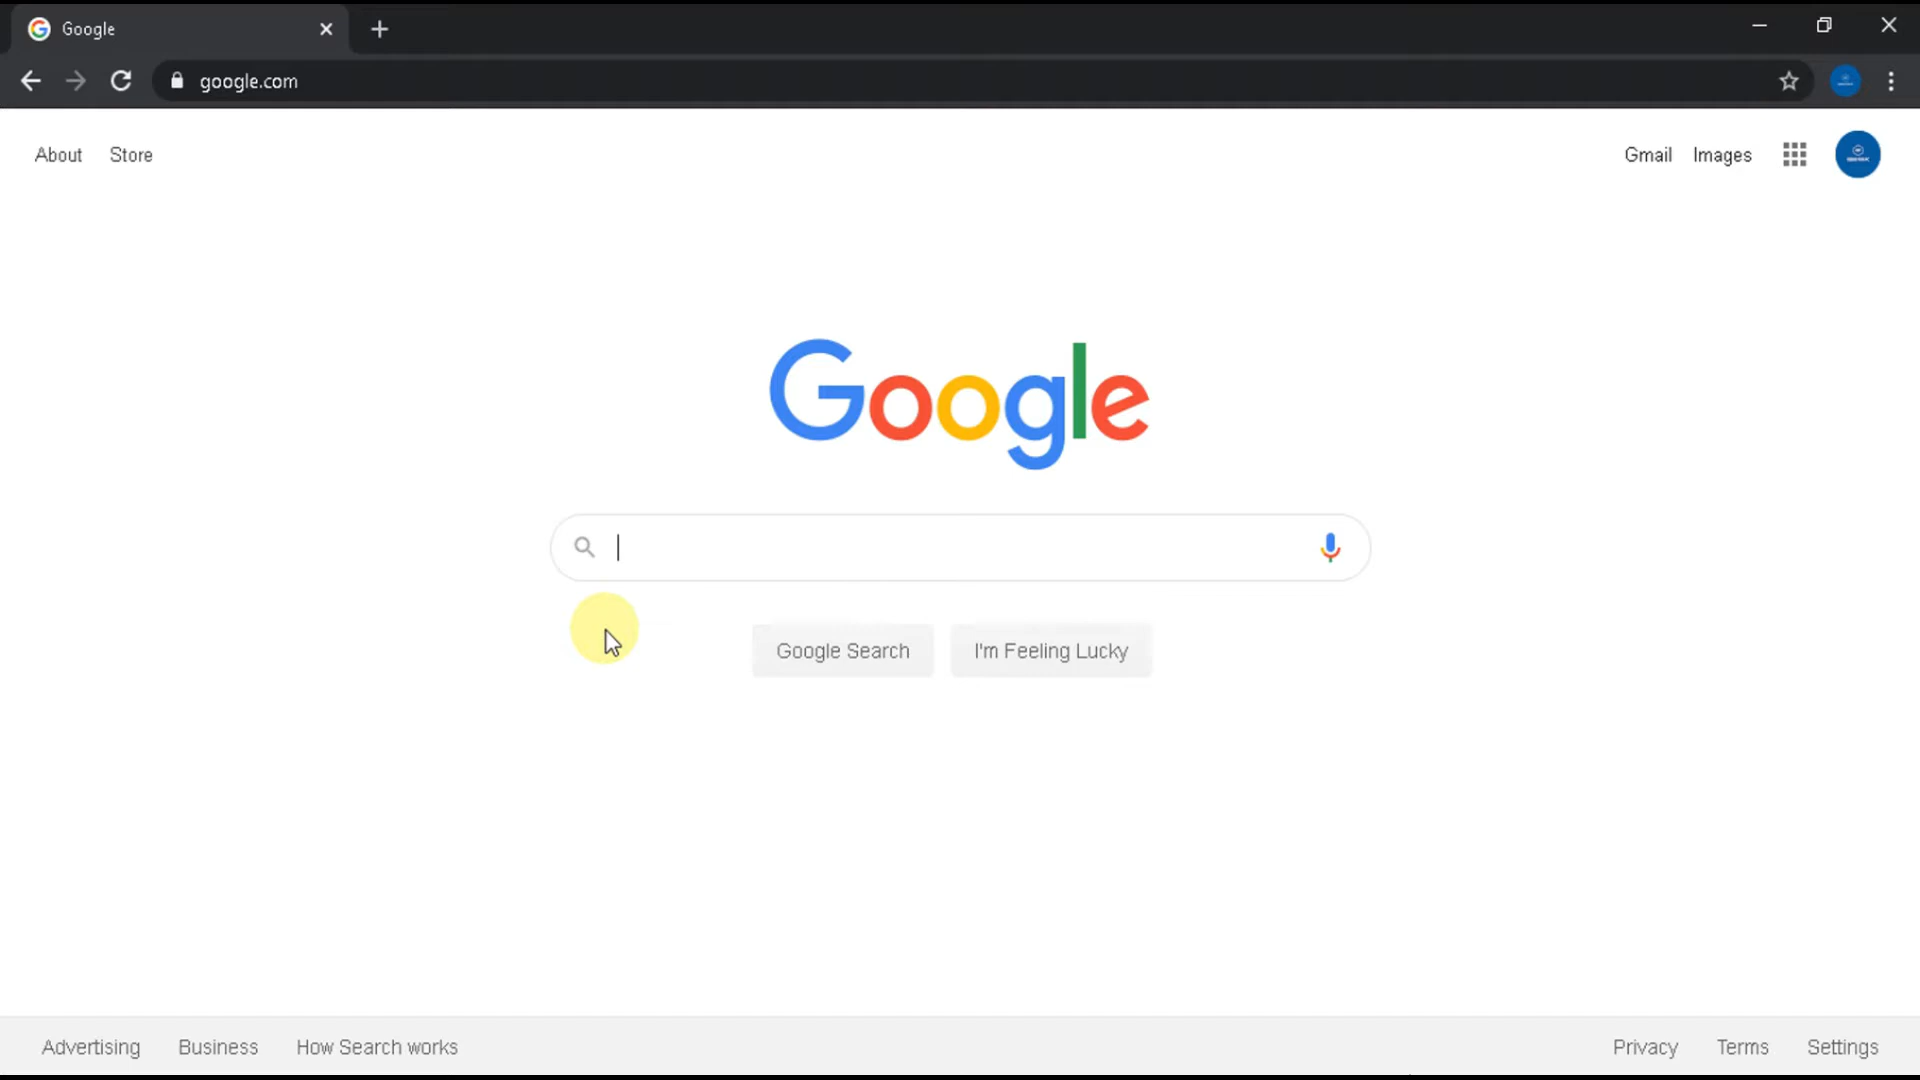 Google
google.com
About Store
Gmail Images
Google
Google Search I'm Feeling Lucky
Advertising Business How Search works
Privacy Terms Settings